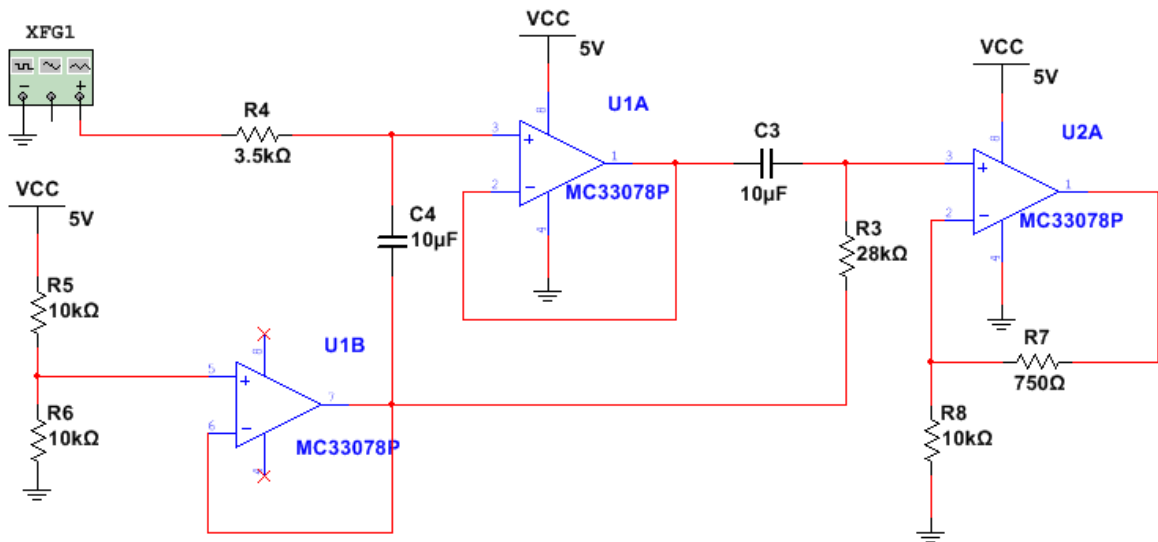 XFG1
VCC
5V
R4
3.5kΩ
VCC
5V
8
U1A
3
2
1
4
MC33078P
C4
10µF
C3
10µF
VCC
5V
8
U2A
3
2
1
4
MC33078P
R3
28kΩ
R5
10kΩ
R6
10kΩ
U1B
8
5
6
7
4
MC33078P
R7
750Ω
R8
10kΩ